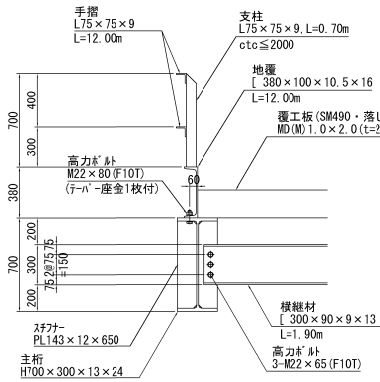 手摺
L75×75×9
L=12.00m
支柱
L75×75×9,L=0.70m
ctc≦2000
地覆
[ 380×100×10.5×16
L=12.00m
覆工板(SM490・落し
MD(M)1.0×2.0(t=2
700
400
300
高力ﾎﾞﾙﾄ
M22×80(F10T)
(ﾃｰﾊﾟｰ座金1枚付)
60
380
700
200
300
200
75 2@75 75
=150
ｽﾁﾌﾅｰ
PL143×12×650
主桁
H700×300×13×24
横継材
[ 300×90×9×13
L=1.90m
高力ﾎﾞﾙﾄ
3-M22×65(F10T)